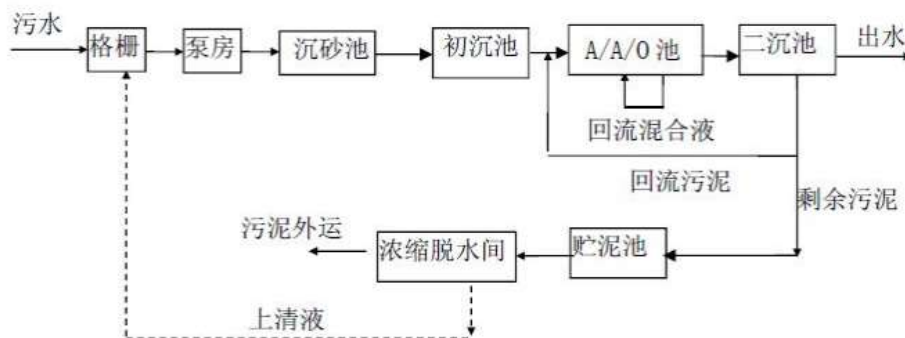 污水
格栅
泵房
沉砂池
初沉池
A/A/O 池
二沉池
出水
回流混合液
回流污泥
剩余污泥
污泥外运
浓缩脱水间
贮泥池
上清液